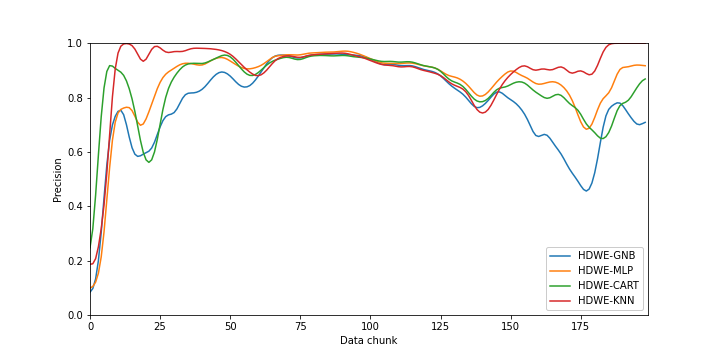 1.0
0.8
0.6
0.4
0.2
0.0
Precision
0 25 50 75 100 125 150 175
Data chunk
HDWE-GNB
HDWE-MLP
HDWE-CART
HDWE-KNN